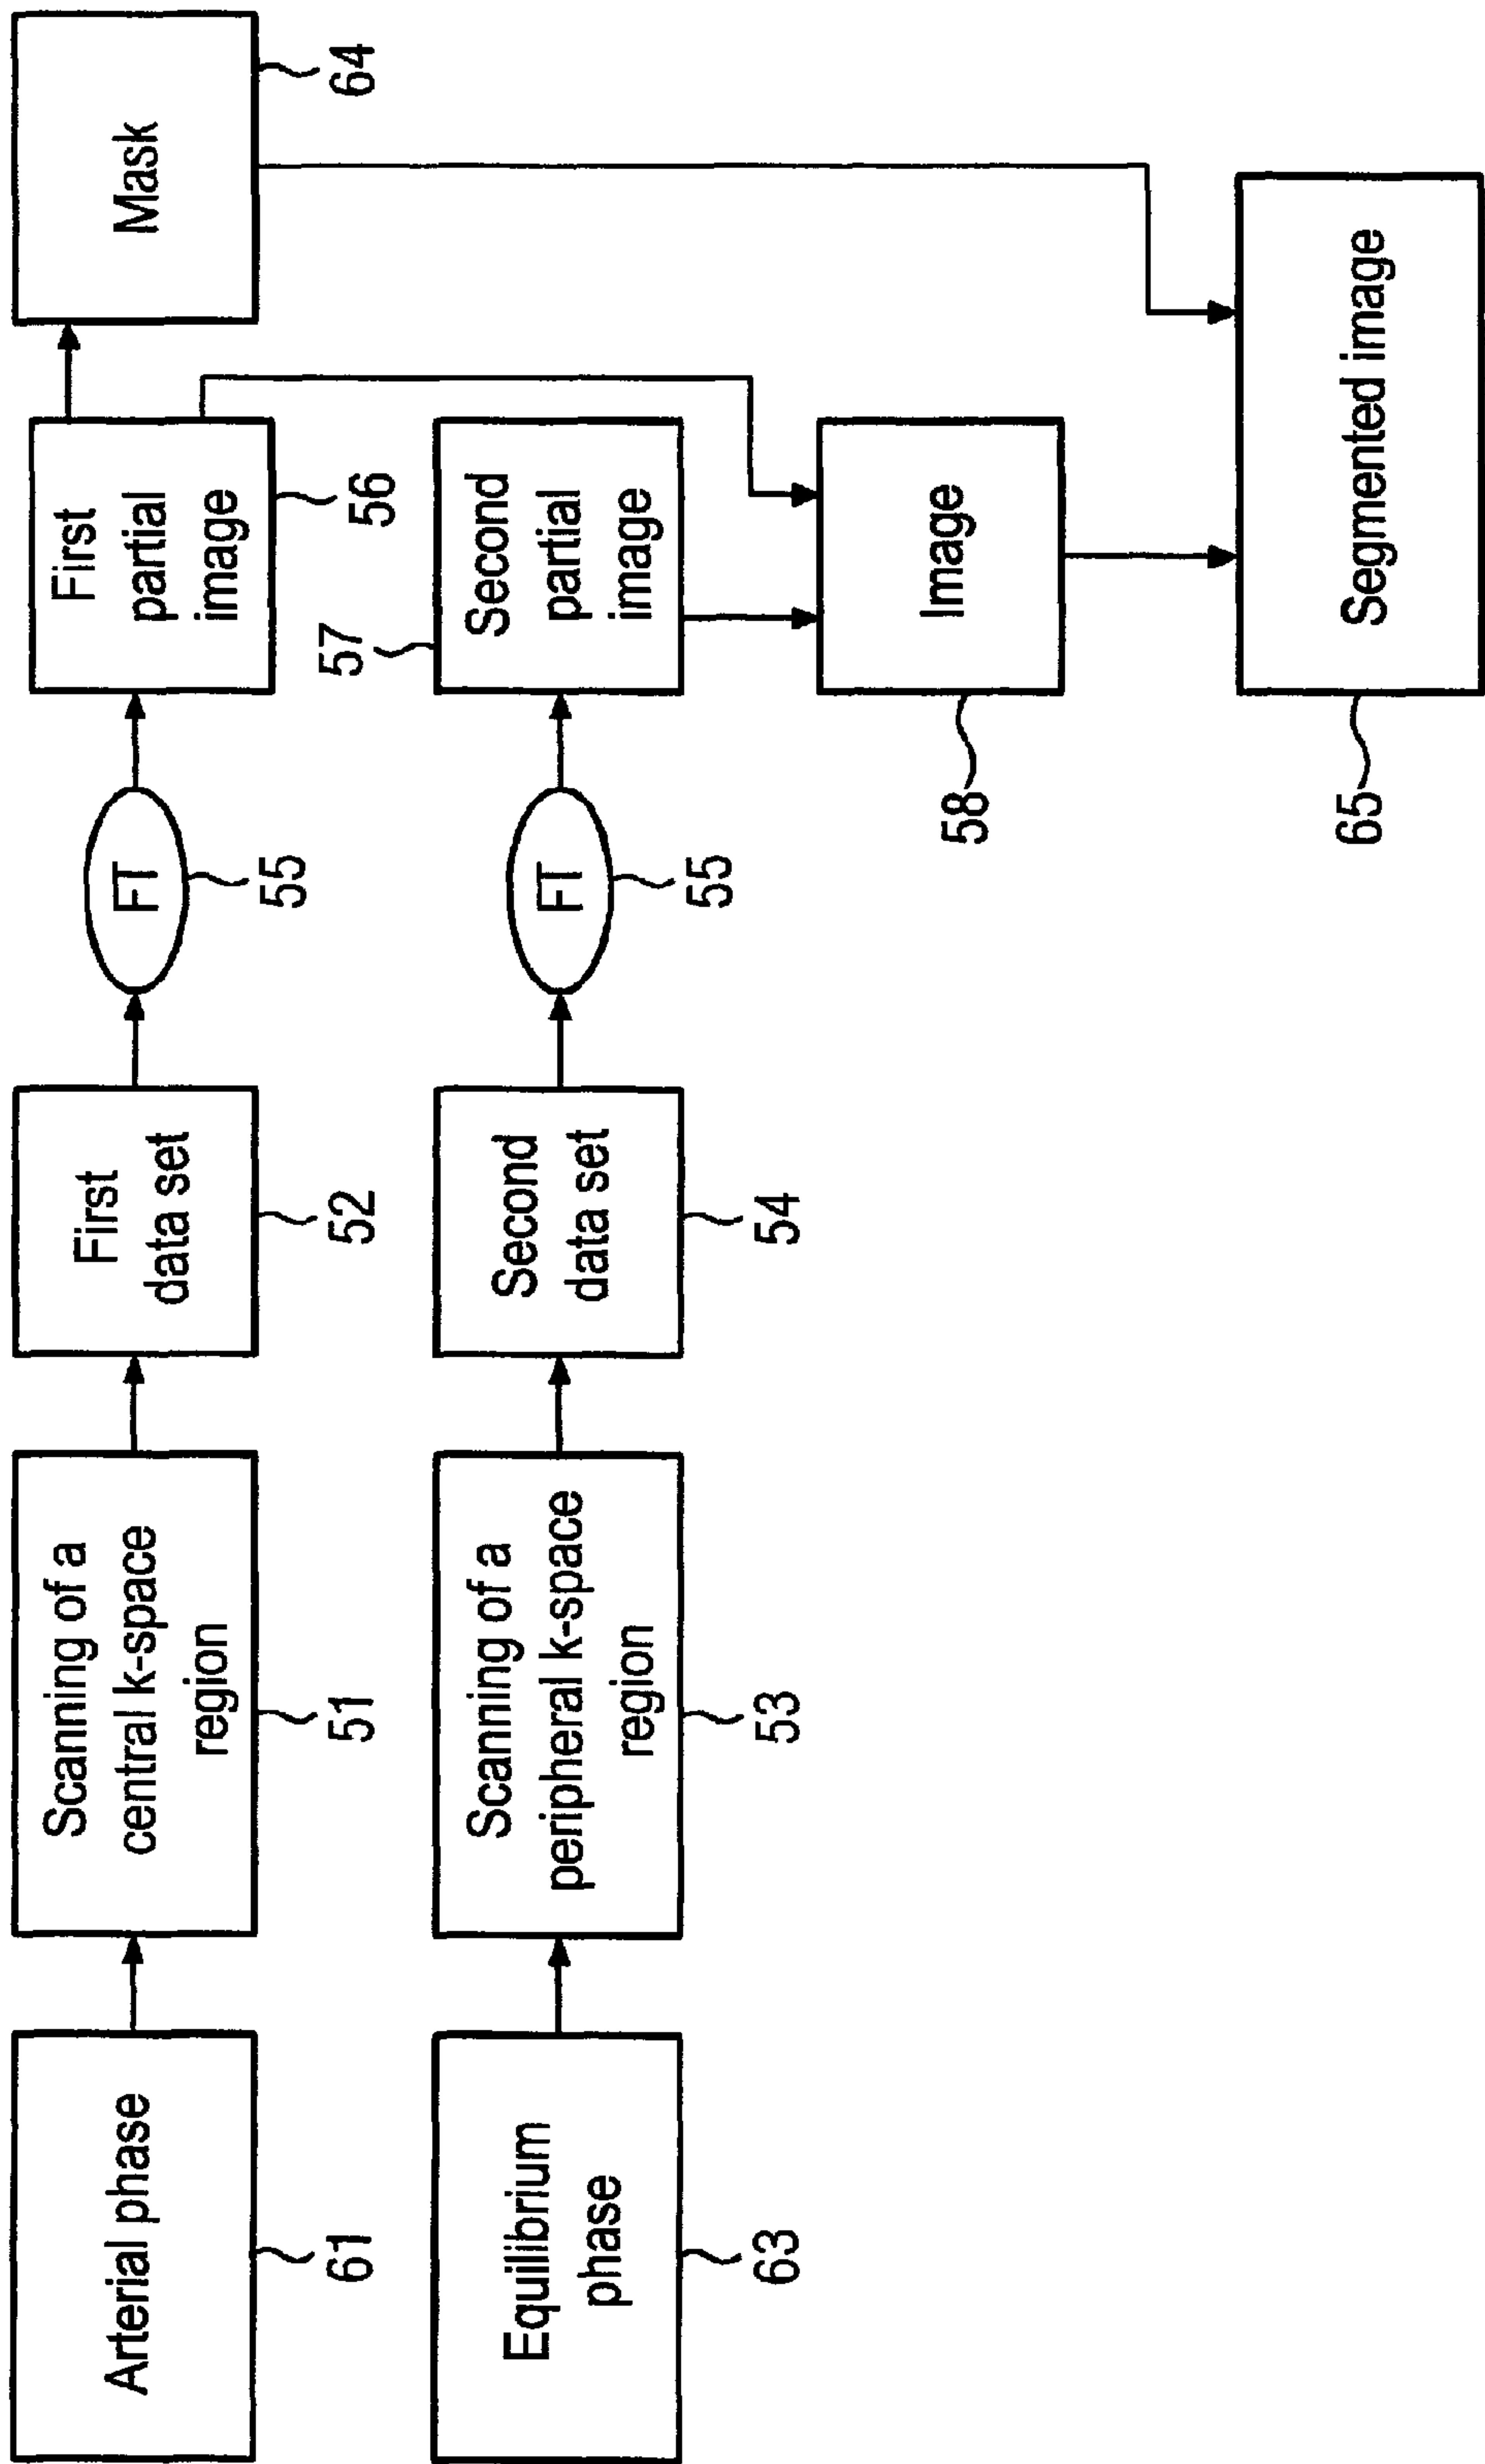 Arterial phase
61
Scanning of a
central k-space
region
51
First
data set
52
FT
55
First
partial
image
56
Mask
64
Equilibrium
phase
63
Scanning of a
peripheral k-space
region
53
Second
data set
54
FT
55
57
Second
partial
image
Image
58
Segmented image
65